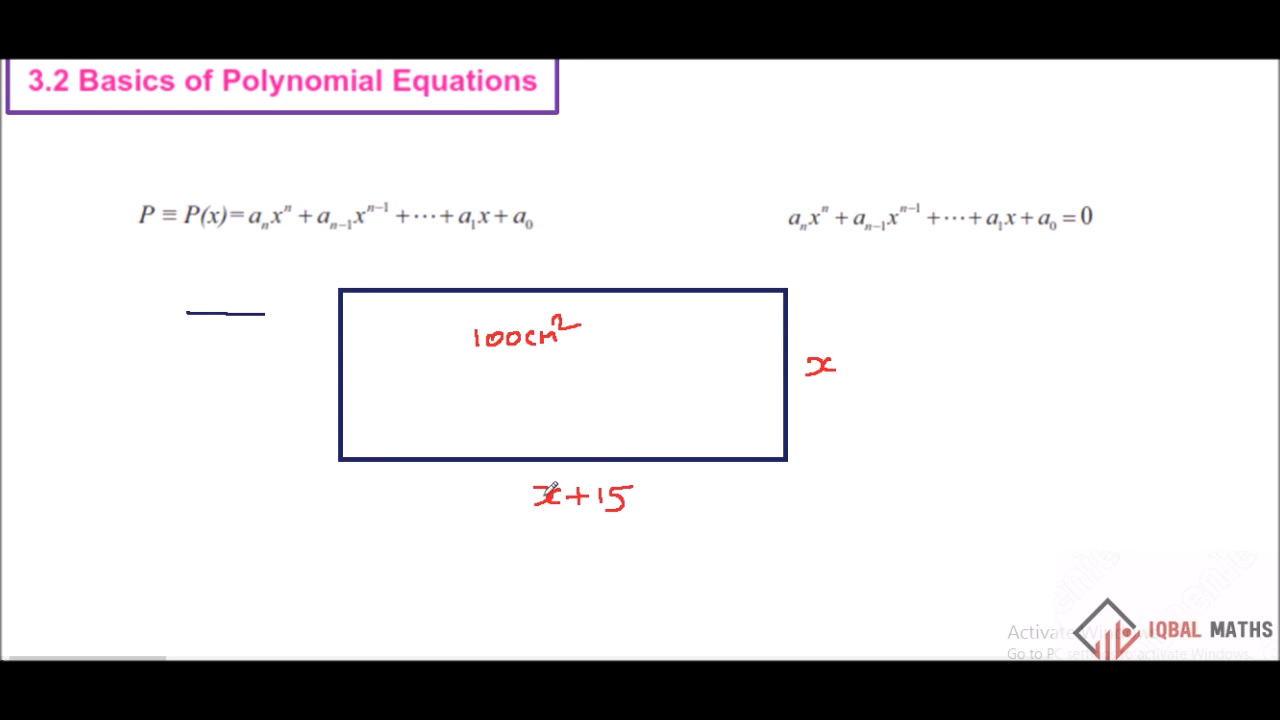 3.2 Basics of Polynomial Equations
P ≡ P(x)= aₙxⁿ + aₙ₋₁xⁿ⁻¹ + ⋯ + a₁x + a₀
aₙxⁿ + aₙ₋₁xⁿ⁻¹ + ⋯ + a₁x + a₀ = 0
100cm²
x
x+15
IQBAL MATHS